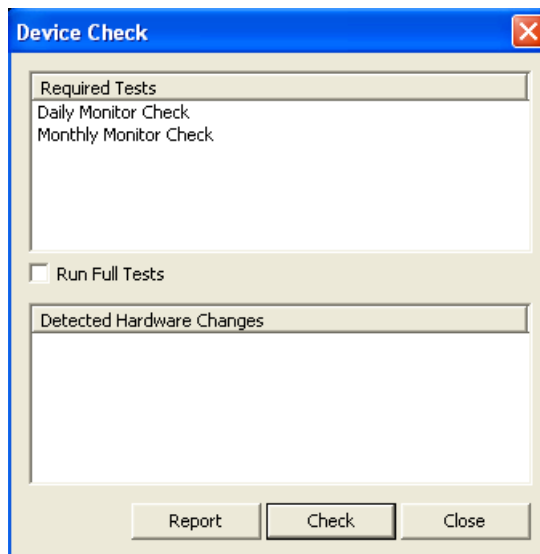 Device Check
Required Tests
Daily Monitor Check
Monthly Monitor Check
Run Full Tests
Detected Hardware Changes
Report Check Close